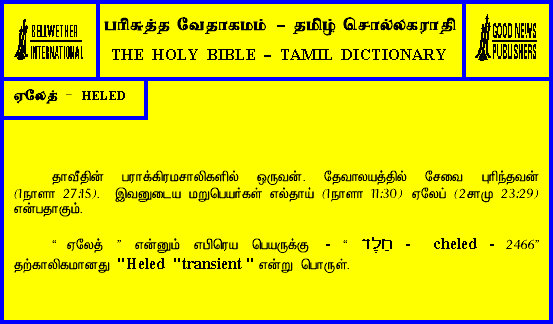 BELLWETHER
INTERNATIONAL
பரிசுத்த வேதாகமம் - தமிழ் சொல்லகராதி
THE HOLY BIBLE - TAMIL DICTIONARY
GOOD NEWS
PUBLISHERS
ஏலேத் - HELED
தாவீதின் பராக்கிரமசாலிகளில் ஒருவன். தேவாலயத்தில் சேவை புரிந்தவன்
(1நாளா 27:15). இவனுடைய மறுபெயர்கள் எல்தாய் (1நாளா 11:30) ஏலேப் (2சாமு 23:29)
என்பதாகும்.
“ ஏலேத் ” என்னும் எபிரெய பெயருக்கு - “ חֵלֶד - cheled - 2466”
தற்காலிகமானது "Heled "transient " என்று பொருள்.